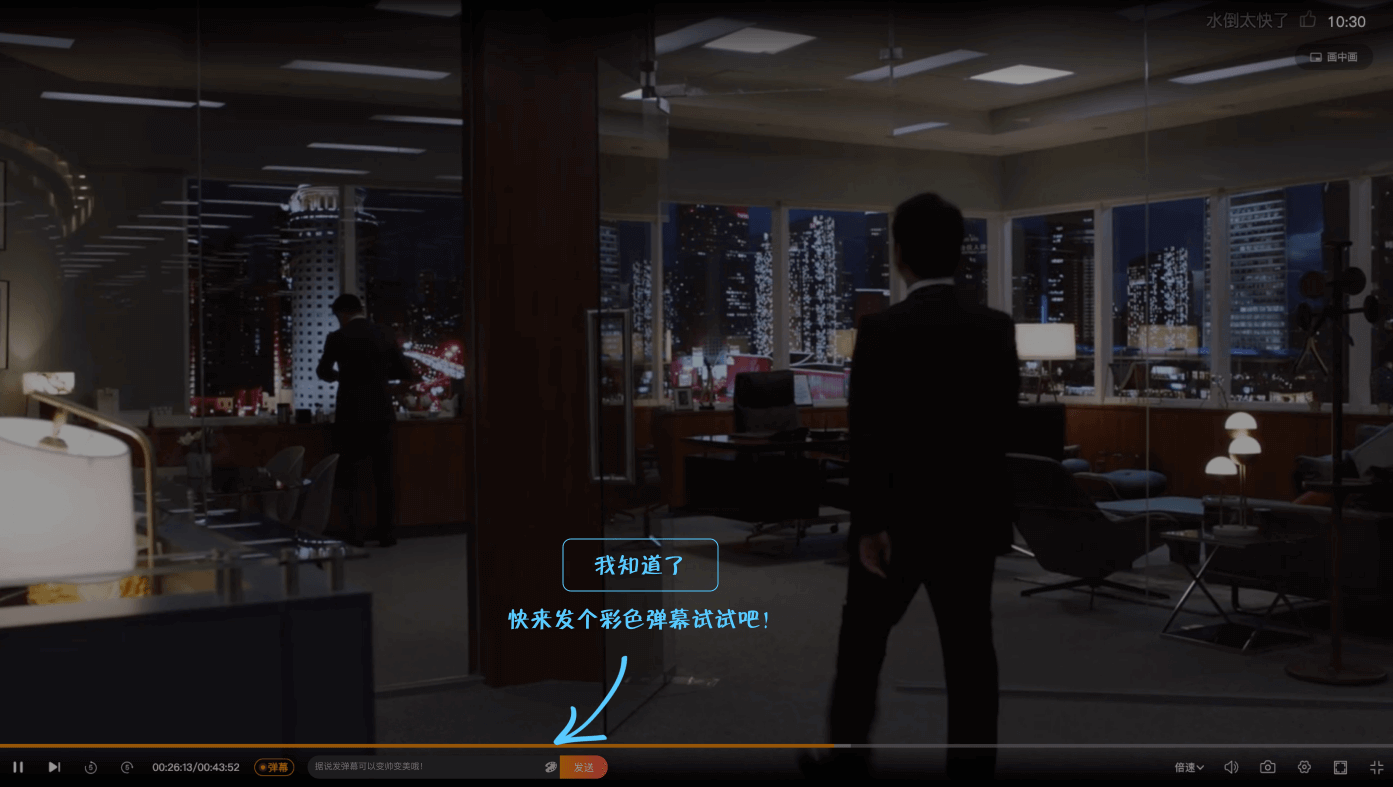 水倒太快了 10:30
画中画
我知道了
快来发个彩色弹幕试试吧!
00:26:13/00:43:52 弹幕 据说发弹幕可以变帅变美哦! 发送 倍速